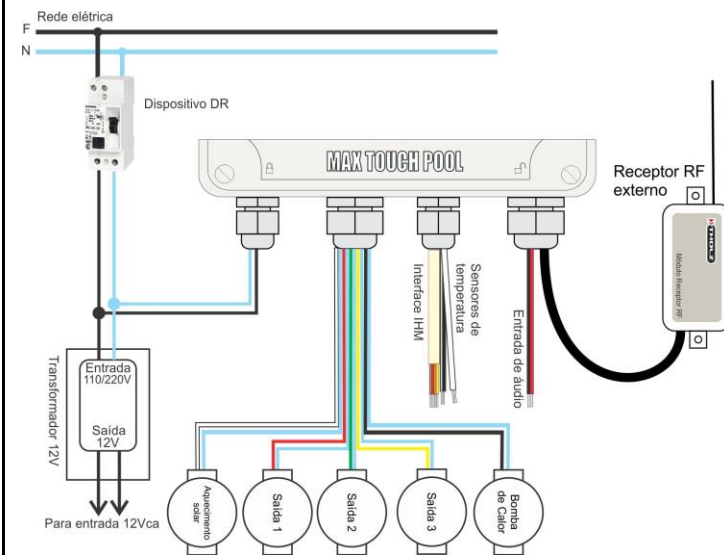 Rede elétrica
F
N
Dispositivo DR
MAX TOUCH POOL
Receptor RF
externo
THOLZ
Módulo Receptor RF
Sensores de
temperatura
Interface IHM
Entrada de áudio
Transformador 12V
Entrada
110/220V
Saída
12V
Para entrada 12Vca
Aquecimento
solar
Saída 1
Saída 2
Saída 3
Bomba
de Calor